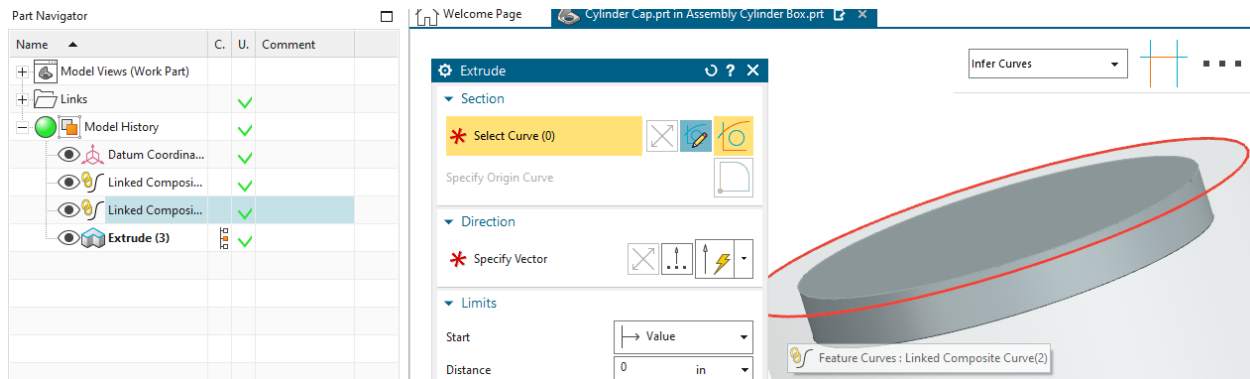 Part Navigator
Name C. U. Comment
Model Views (Work Part)
Links
Model History
Datum Coordina...
Linked Composi...
Linked Composi...
Extrude (3)
Welcome Page
Cylinder Cap.prt in Assembly Cylinder Box.prt
Extrude
Section
Select Curve (0)
Specify Origin Curve
Direction
Specify Vector
Limits
Start Value
Distance 0 in
Infer Curves
Feature Curves : Linked Composite Curve(2)